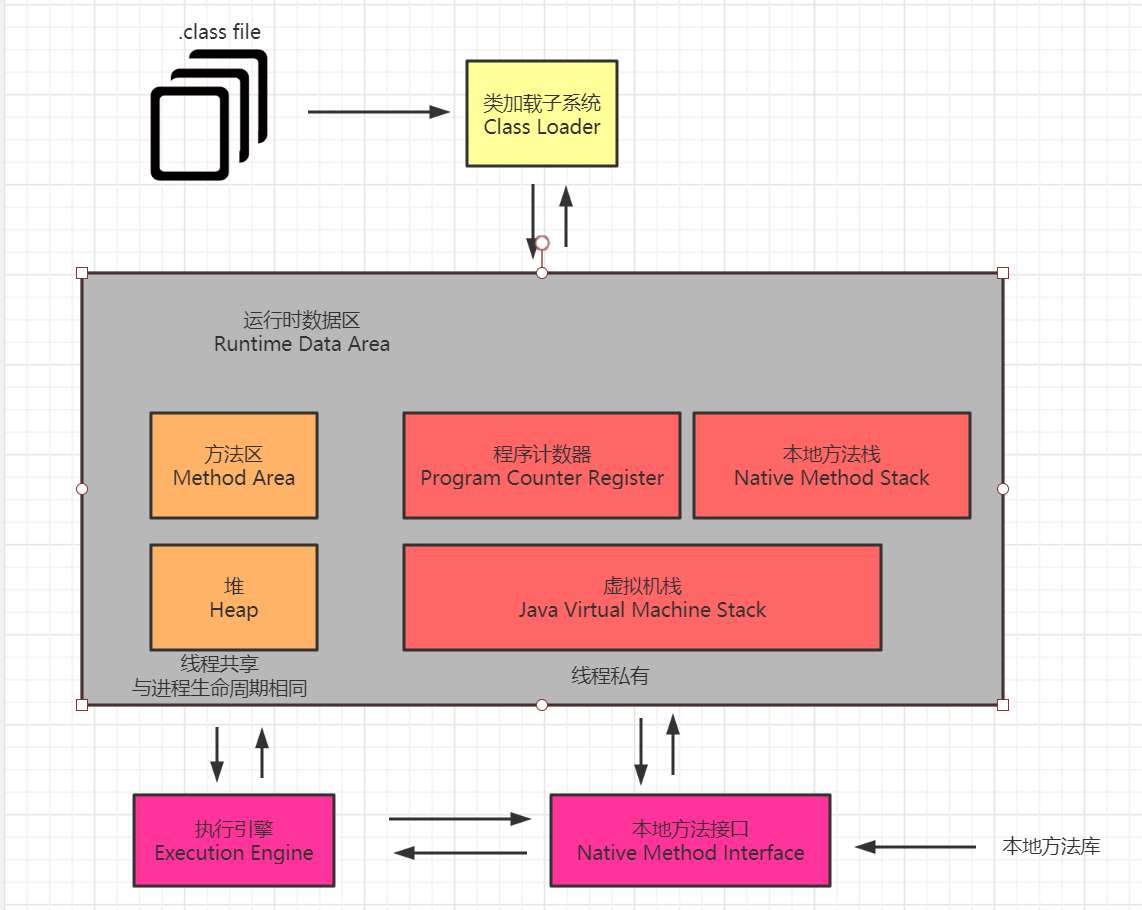 .class file
类加载子系统
Class Loader
运行时数据区
Runtime Data Area
方法区
Method Area
程序计数器
Program Counter Register
本地方法栈
Native Method Stack
堆
Heap
虚拟机栈
Java Virtual Machine Stack
线程共享
与进程生命周期相同
线程私有
执行引擎
Execution Engine
本地方法接口
Native Method Interface
本地方法库